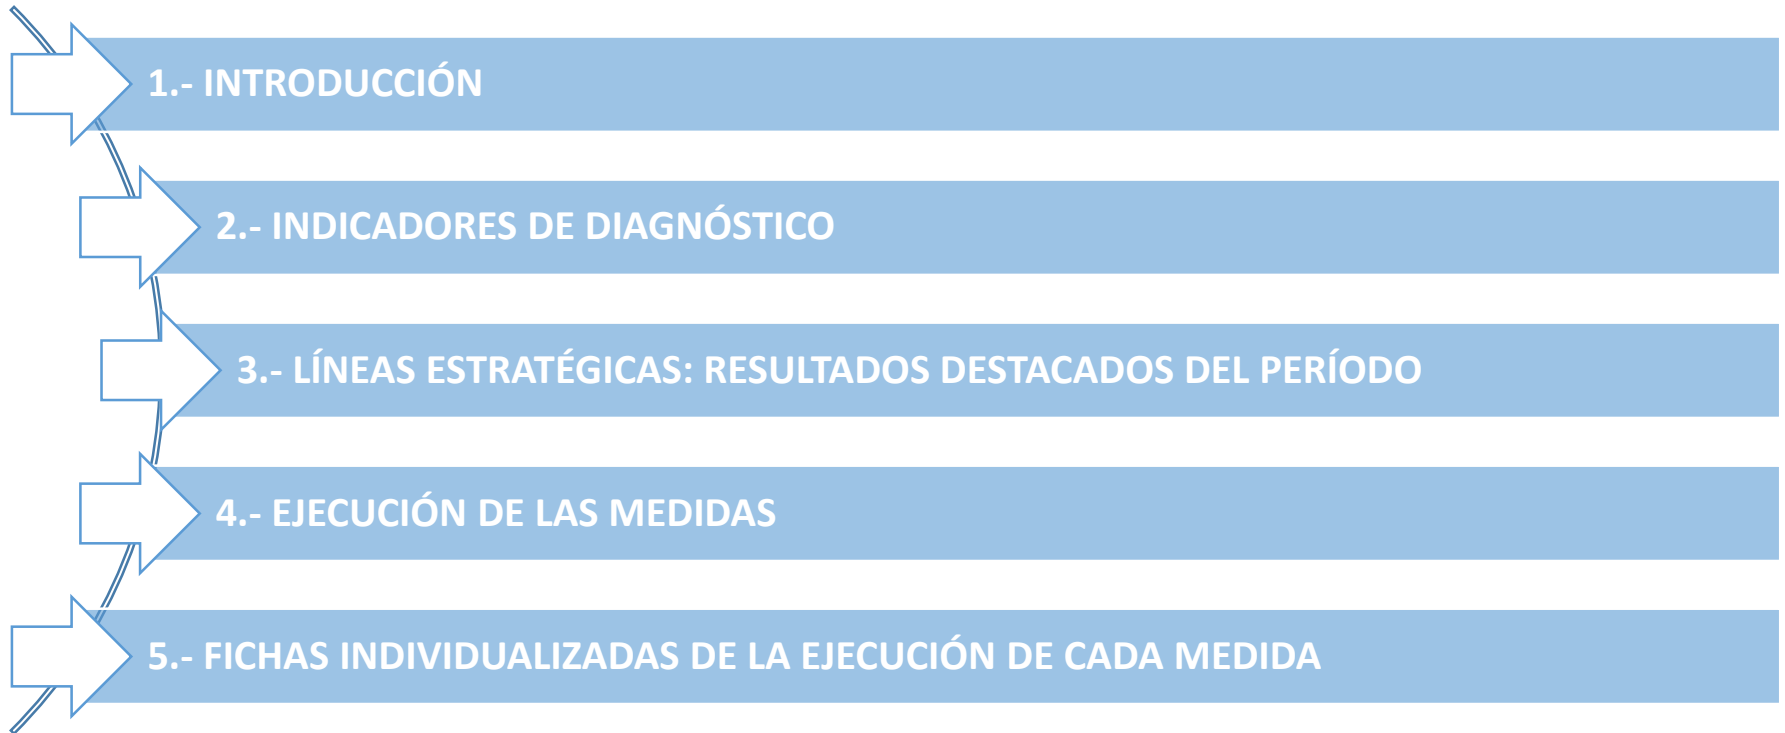 1.- INTRODUCCIÓN
2.- INDICADORES DE DIAGNÓSTICO
3.- LÍNEAS ESTRATÉGICAS: RESULTADOS DESTACADOS DEL PERÍODO
4.- EJECUCIÓN DE LAS MEDIDAS
5.- FICHAS INDIVIDUALIZADAS DE LA EJECUCIÓN DE CADA MEDIDA